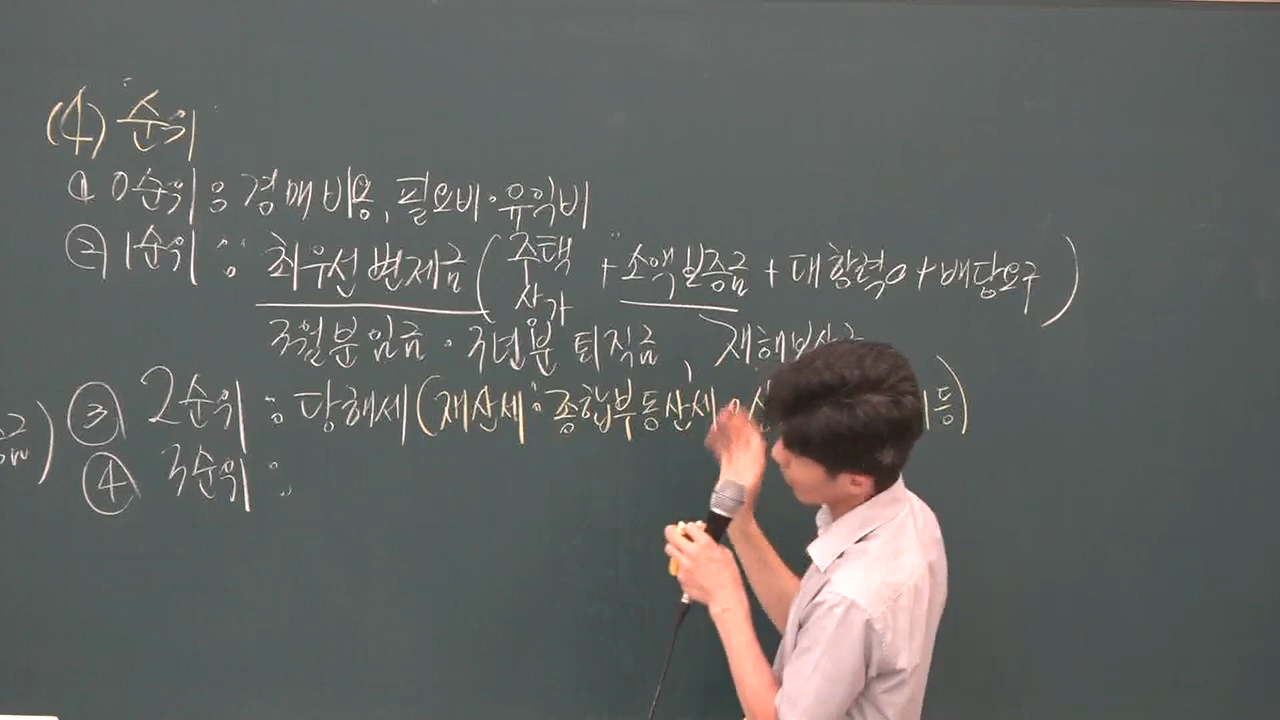 (4) 순위
① 0순위 : 경매비용, 필요비·유익비
② 1순위 : 최우선변제금 ( 주택 상가 + 소액보증금 + 대항력o + 배당요구 )
3월분 임금 · 3년분 퇴직금, 재해보상금
③ 2순위 : 당해세 (재산세 · 종합부동산세 · 등)
④ 3순위 :